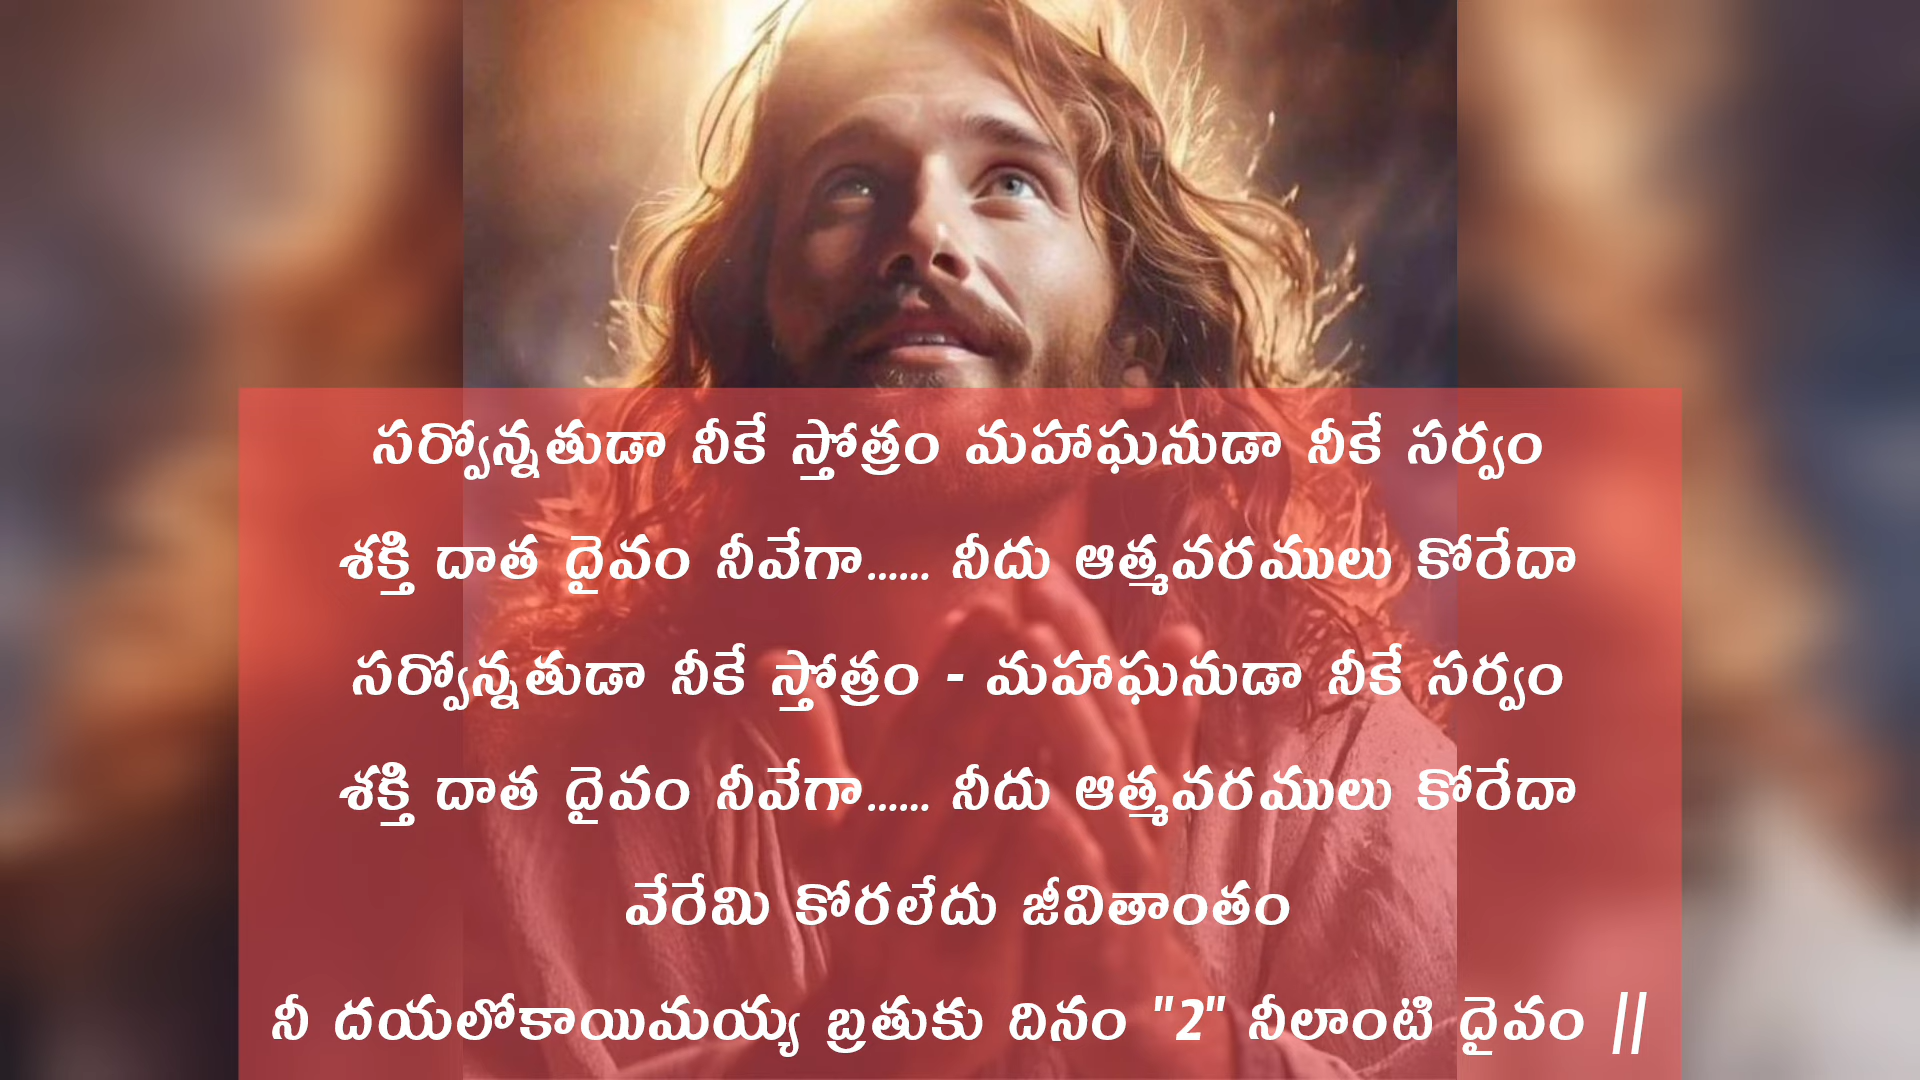 సర్వోన్నతుడా నీకే స్తోత్రం మహాఘనుడా నీకే సర్వం
శక్తి దాత దైవం నీవేగా...... నీదు ఆత్మవరములు కోరేదా
సర్వోన్నతుడా నీకే స్తోత్రం - మహాఘనుడా నీకే సర్వం
శక్తి దాత దైవం నీవేగా...... నీదు ఆత్మవరములు కోరేదా
వేరేమి కోరలేదు జీవితాంతం
నీ దయలోకాయిమయ్య బ్రతుకు దినం "2" నీలాంటి దైవం ||